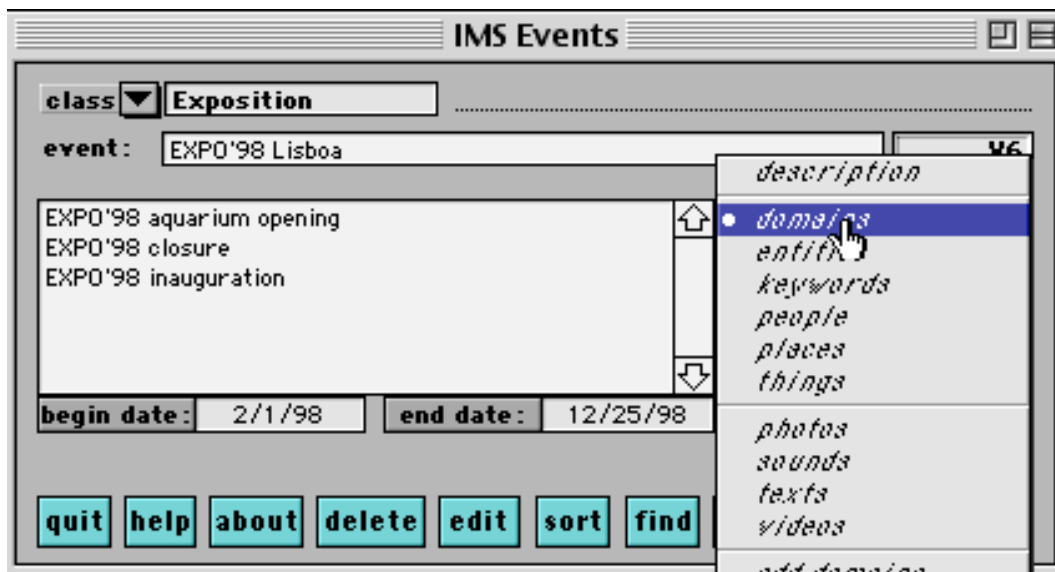 IMS Events
class Exposition
event: EXPO'98 Lisboa
description
domains
entities
keywords
people
places
things
photos
sounds
texts
videos
EXPO'98 aquarium opening
EXPO'98 closure
EXPO'98 inauguration
begin date: 2/1/98 end date: 12/25/98
quit help about delete edit sort find